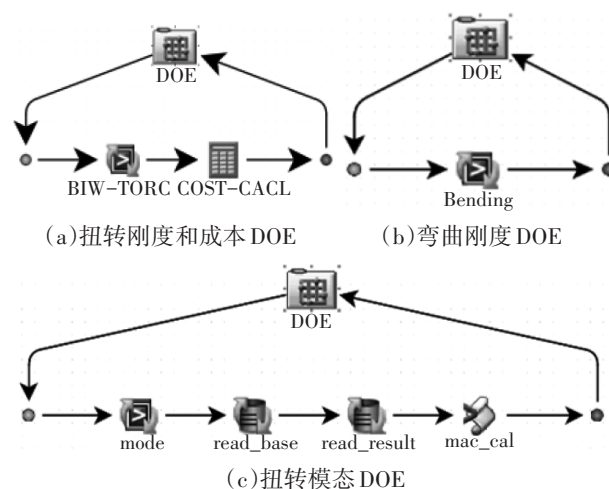 DOE
BIW-TORC COST-CACL
(a)扭转刚度和成本DOE
DOE
Bending
(b)弯曲刚度DOE
DOE
mode read_base read_result mac_cal
(c)扭转模态DOE